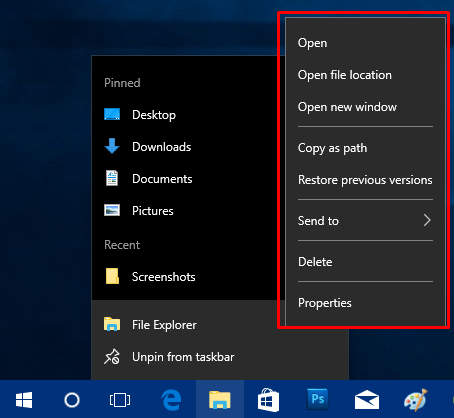 Pinned
Desktop
Downloads
Documents
Pictures
Recent
Screenshots
File Explorer
Unpin from taskbar
Open
Open file location
Open new window
Copy as path
Restore previous versions
Send to
Delete
Properties
Ps